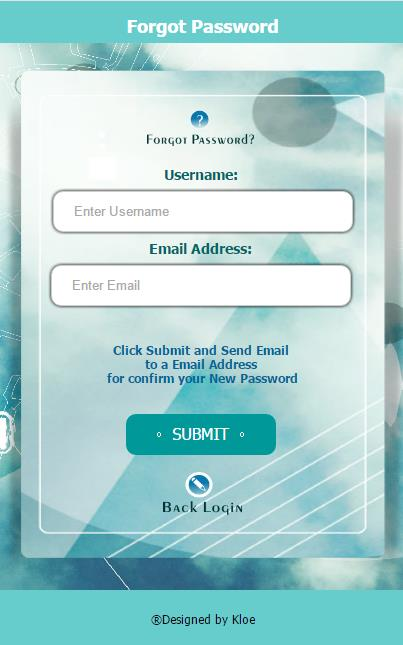 Forgot Password
?
Forgot Password?
Username:
Enter Username
Email Address:
Enter Email
Click Submit and Send Email
to a Email Address
for confirm your New Password
◦ SUBMIT ◦
Back Login
®Designed by Kloe